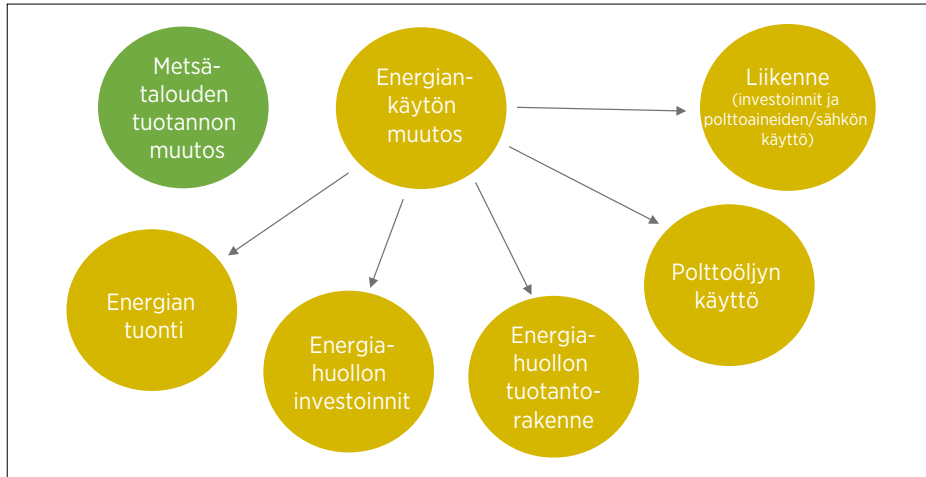 Metsä-
talouden
tuotannon
muutos
Energian-
käytön
muutos
Liikenne
(investoinnit ja
polttoaineiden/sähkön
käyttö)
Energian
tuonti
Energia-
huollon
investoinnit
Energia-
huollon
tuotanto-
rakenne
Polttoöljyn
käyttö